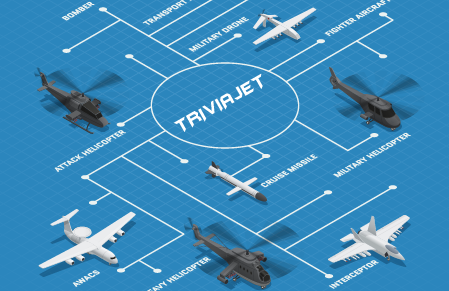 BOMBER
TRANSPORT
MILITARY DRONE
FIGHTER AIRCRAFT
TRIVIAJET
ATTACK HELICOPTER
CRUISE MISSILE
MILITARY HELICOPTER
AWACS
HEAVY HELICOPTER
INTERCEPTOR